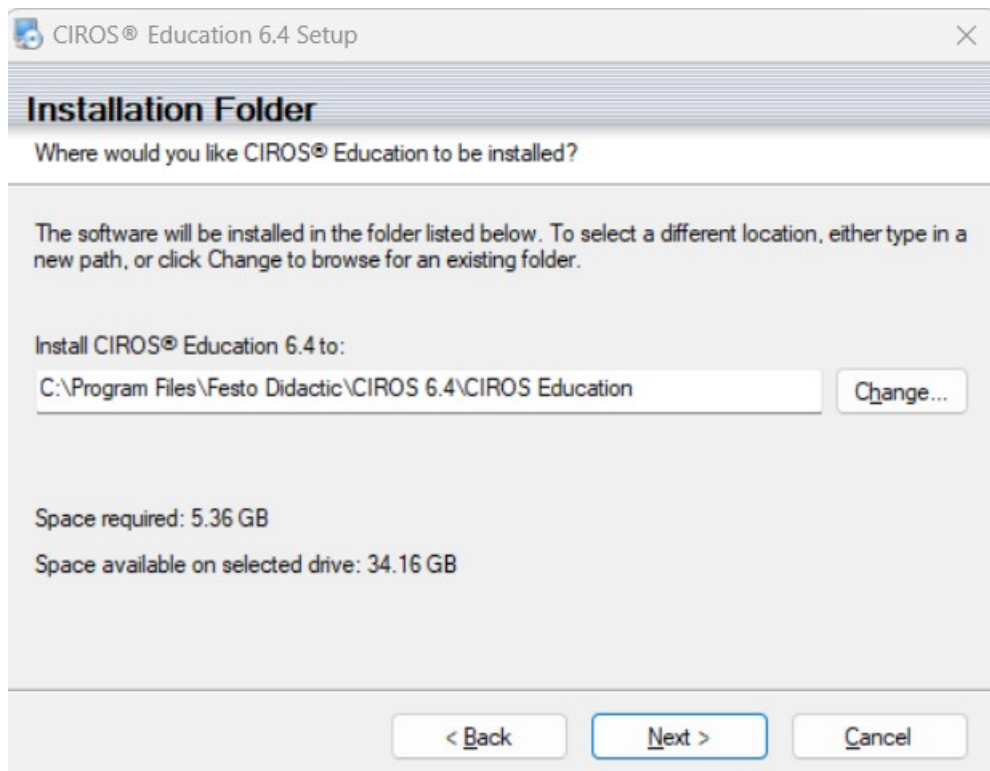 CIROS® Education 6.4 Setup
Installation Folder
Where would you like CIROS® Education to be installed?
The software will be installed in the folder listed below. To select a different location, either type in a
new path, or click Change to browse for an existing folder.
Install CIROS® Education 6.4 to:
C:\Program Files\Festo Didactic\CIROS 6.4\CIROS Education
Change...
Space required: 5.36 GB
Space available on selected drive: 34.16 GB
< Back Next > Cancel